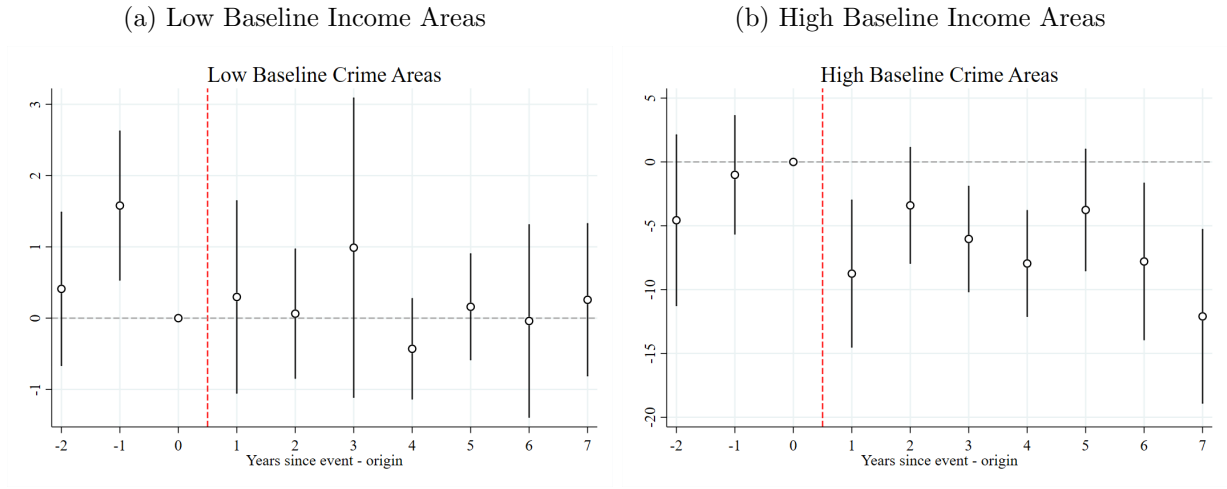 (a) Low Baseline Income Areas
Low Baseline Crime Areas
3
2
1
0
-1
-2 -1 0 1 2 3 4 5 6 7
Years since event - origin
(b) High Baseline Income Areas
High Baseline Crime Areas
5
0
-5
-10
-15
-20
-2 -1 0 1 2 3 4 5 6 7
Years since event - origin